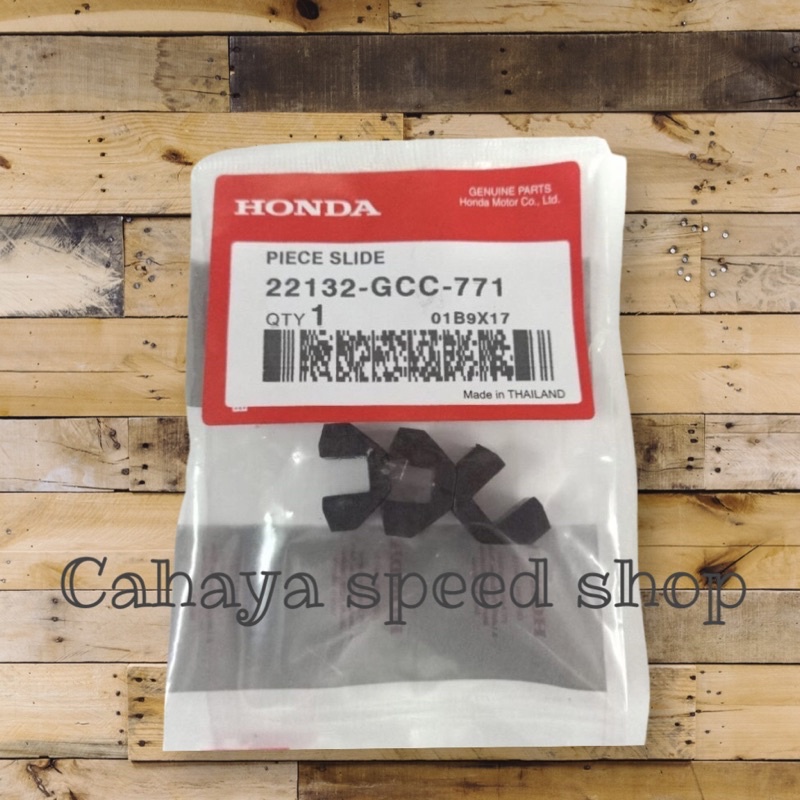 HONDA
GENUINE PARTS
Honda Motor Co., Ltd.
PIECE SLIDE
22132-GCC-771
QTY 1 01B9X17
Made in THAILAND
Cahaya speed shop